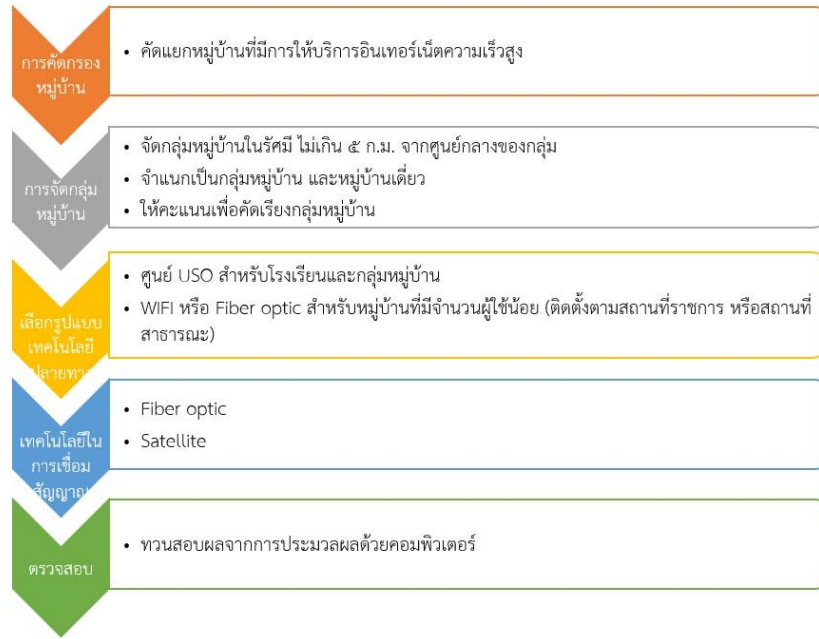 การคัดกรอง
หมู่บ้าน
• คัดแยกหมู่บ้านที่มีการให้บริการอินเทอร์เน็ตความเร็วสูง
การจัดกลุ่ม
หมู่บ้าน
• จัดกลุ่มหมู่บ้านในรัศมี ไม่เกิน ๕ ก.ม. จากศูนย์กลางของกลุ่ม
• จำแนกเป็นกลุ่มหมู่บ้าน และหมู่บ้านเดี่ยว
• ให้คะแนนเพื่อคัดเรียงกลุ่มหมู่บ้าน
เลือกรูปแบบ
เทคโนโลยี
ปลายทาง
• ศูนย์ USO สำหรับโรงเรียนและกลุ่มหมู่บ้าน
• WIFI หรือ Fiber optic สำหรับหมู่บ้านที่มีจำนวนผู้ใช้น้อย (ติดตั้งตามสถานที่ราชการ หรือสถานที่
สาธารณะ)
เทคโนโลยีใน
การเชื่อม
สัญญาณ
• Fiber optic
• Satellite
ตรวจสอบ
• ทวนสอบผลจากการประมวลผลด้วยคอมพิวเตอร์